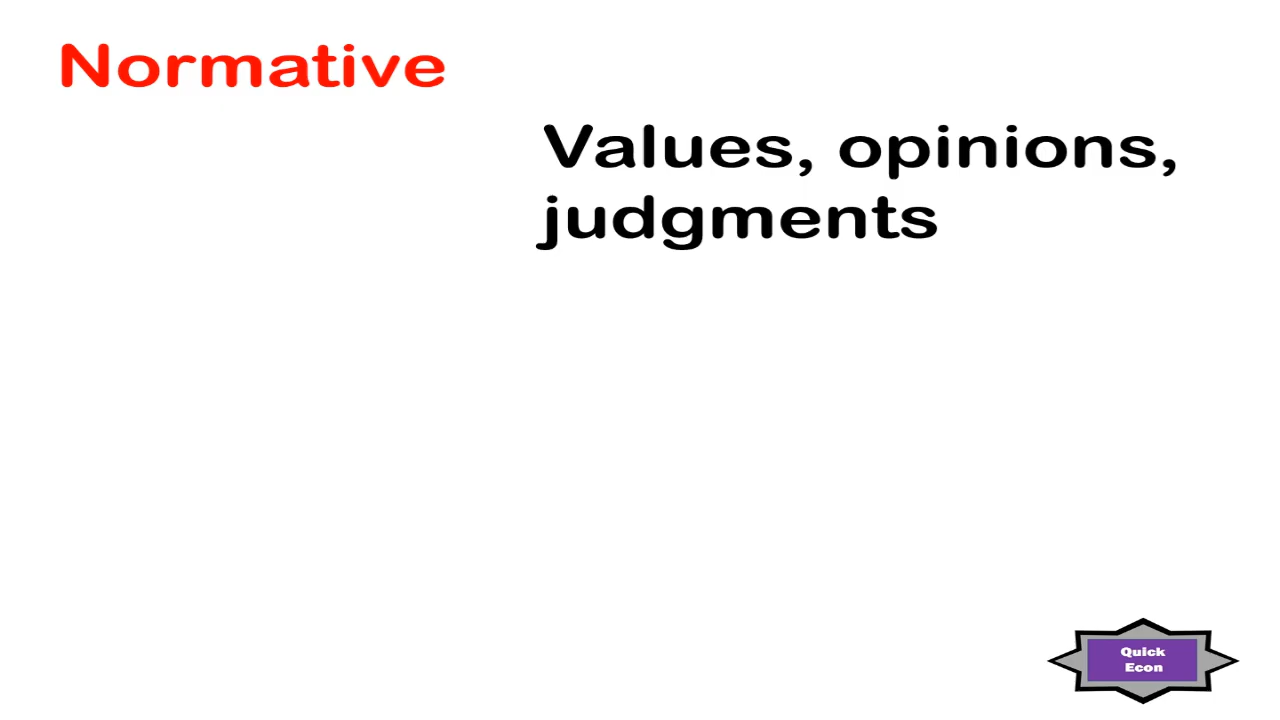 Normative
Values, opinions,
judgments
Quick
Econ